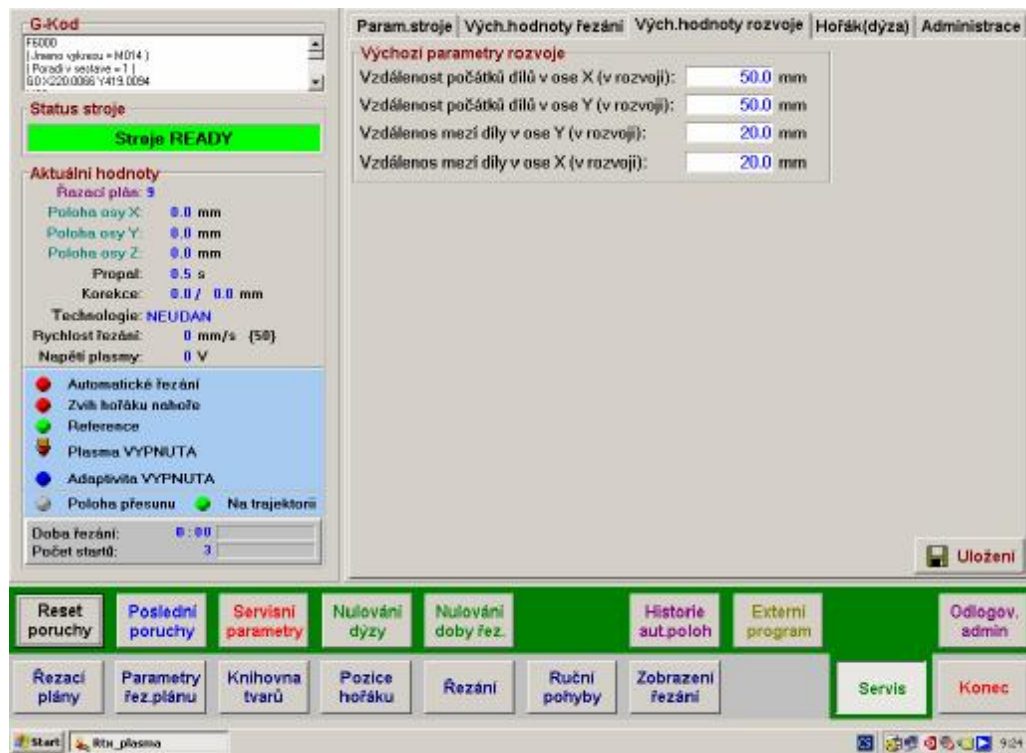 G-Kod
F6000
( Jmeno vykresu = M014 )
( Poradi v sestave = 1 )
G0 X220.0066 Y419.0094
Status stroje
Stroje READY
Aktuální hodnoty
Řazací plán: 9
Poloha osy X: 0.0 mm
Poloha osy Y: 0.0 mm
Poloha osy Z: 0.0 mm
Propal: 0.5 s
Korekce: 0.0 / 0.0 mm
Technologie: NEUDAN
Rychlost řezání: 0 mm/s {50}
Napětí plasmy: 0 V
Automatické řezání
Zvih hořáku nahoře
Reference
Plasma VYPNUTA
Adaptivita VYPNUTA
Poloha přesunu Na trajektorii
Doba řezání: 0:00
Počet startů: 3
Param.stroje Vých.hodnoty řezání Vých.hodnoty rozvoje Hořák(dýza) Administrace
Výchozí parametry rozvoje
Vzdálenost počátků dílů v ose X (v rozvoji): 50.0 mm
Vzdálenost počátků dílů v ose Y (v rozvoji): 50.0 mm
Vzdálenos mezi díly v ose Y (v rozvoji): 20.0 mm
Vzdálenos mezi díly v ose X (v rozvoji): 20.0 mm
Uložení
Reset poruchy
Poslední poruchy
Servisní parametry
Nulování dýzy
Nulování doby řez.
Historie aut.poloh
Externí program
Odlogov. admin
Řezací plány
Parametry řez.plánu
Knihovna tvarů
Pozice hořáku
Řezání
Ruční pohyby
Zobrazení řezání
Servis
Konec
Start Rtx_plasma 9:24